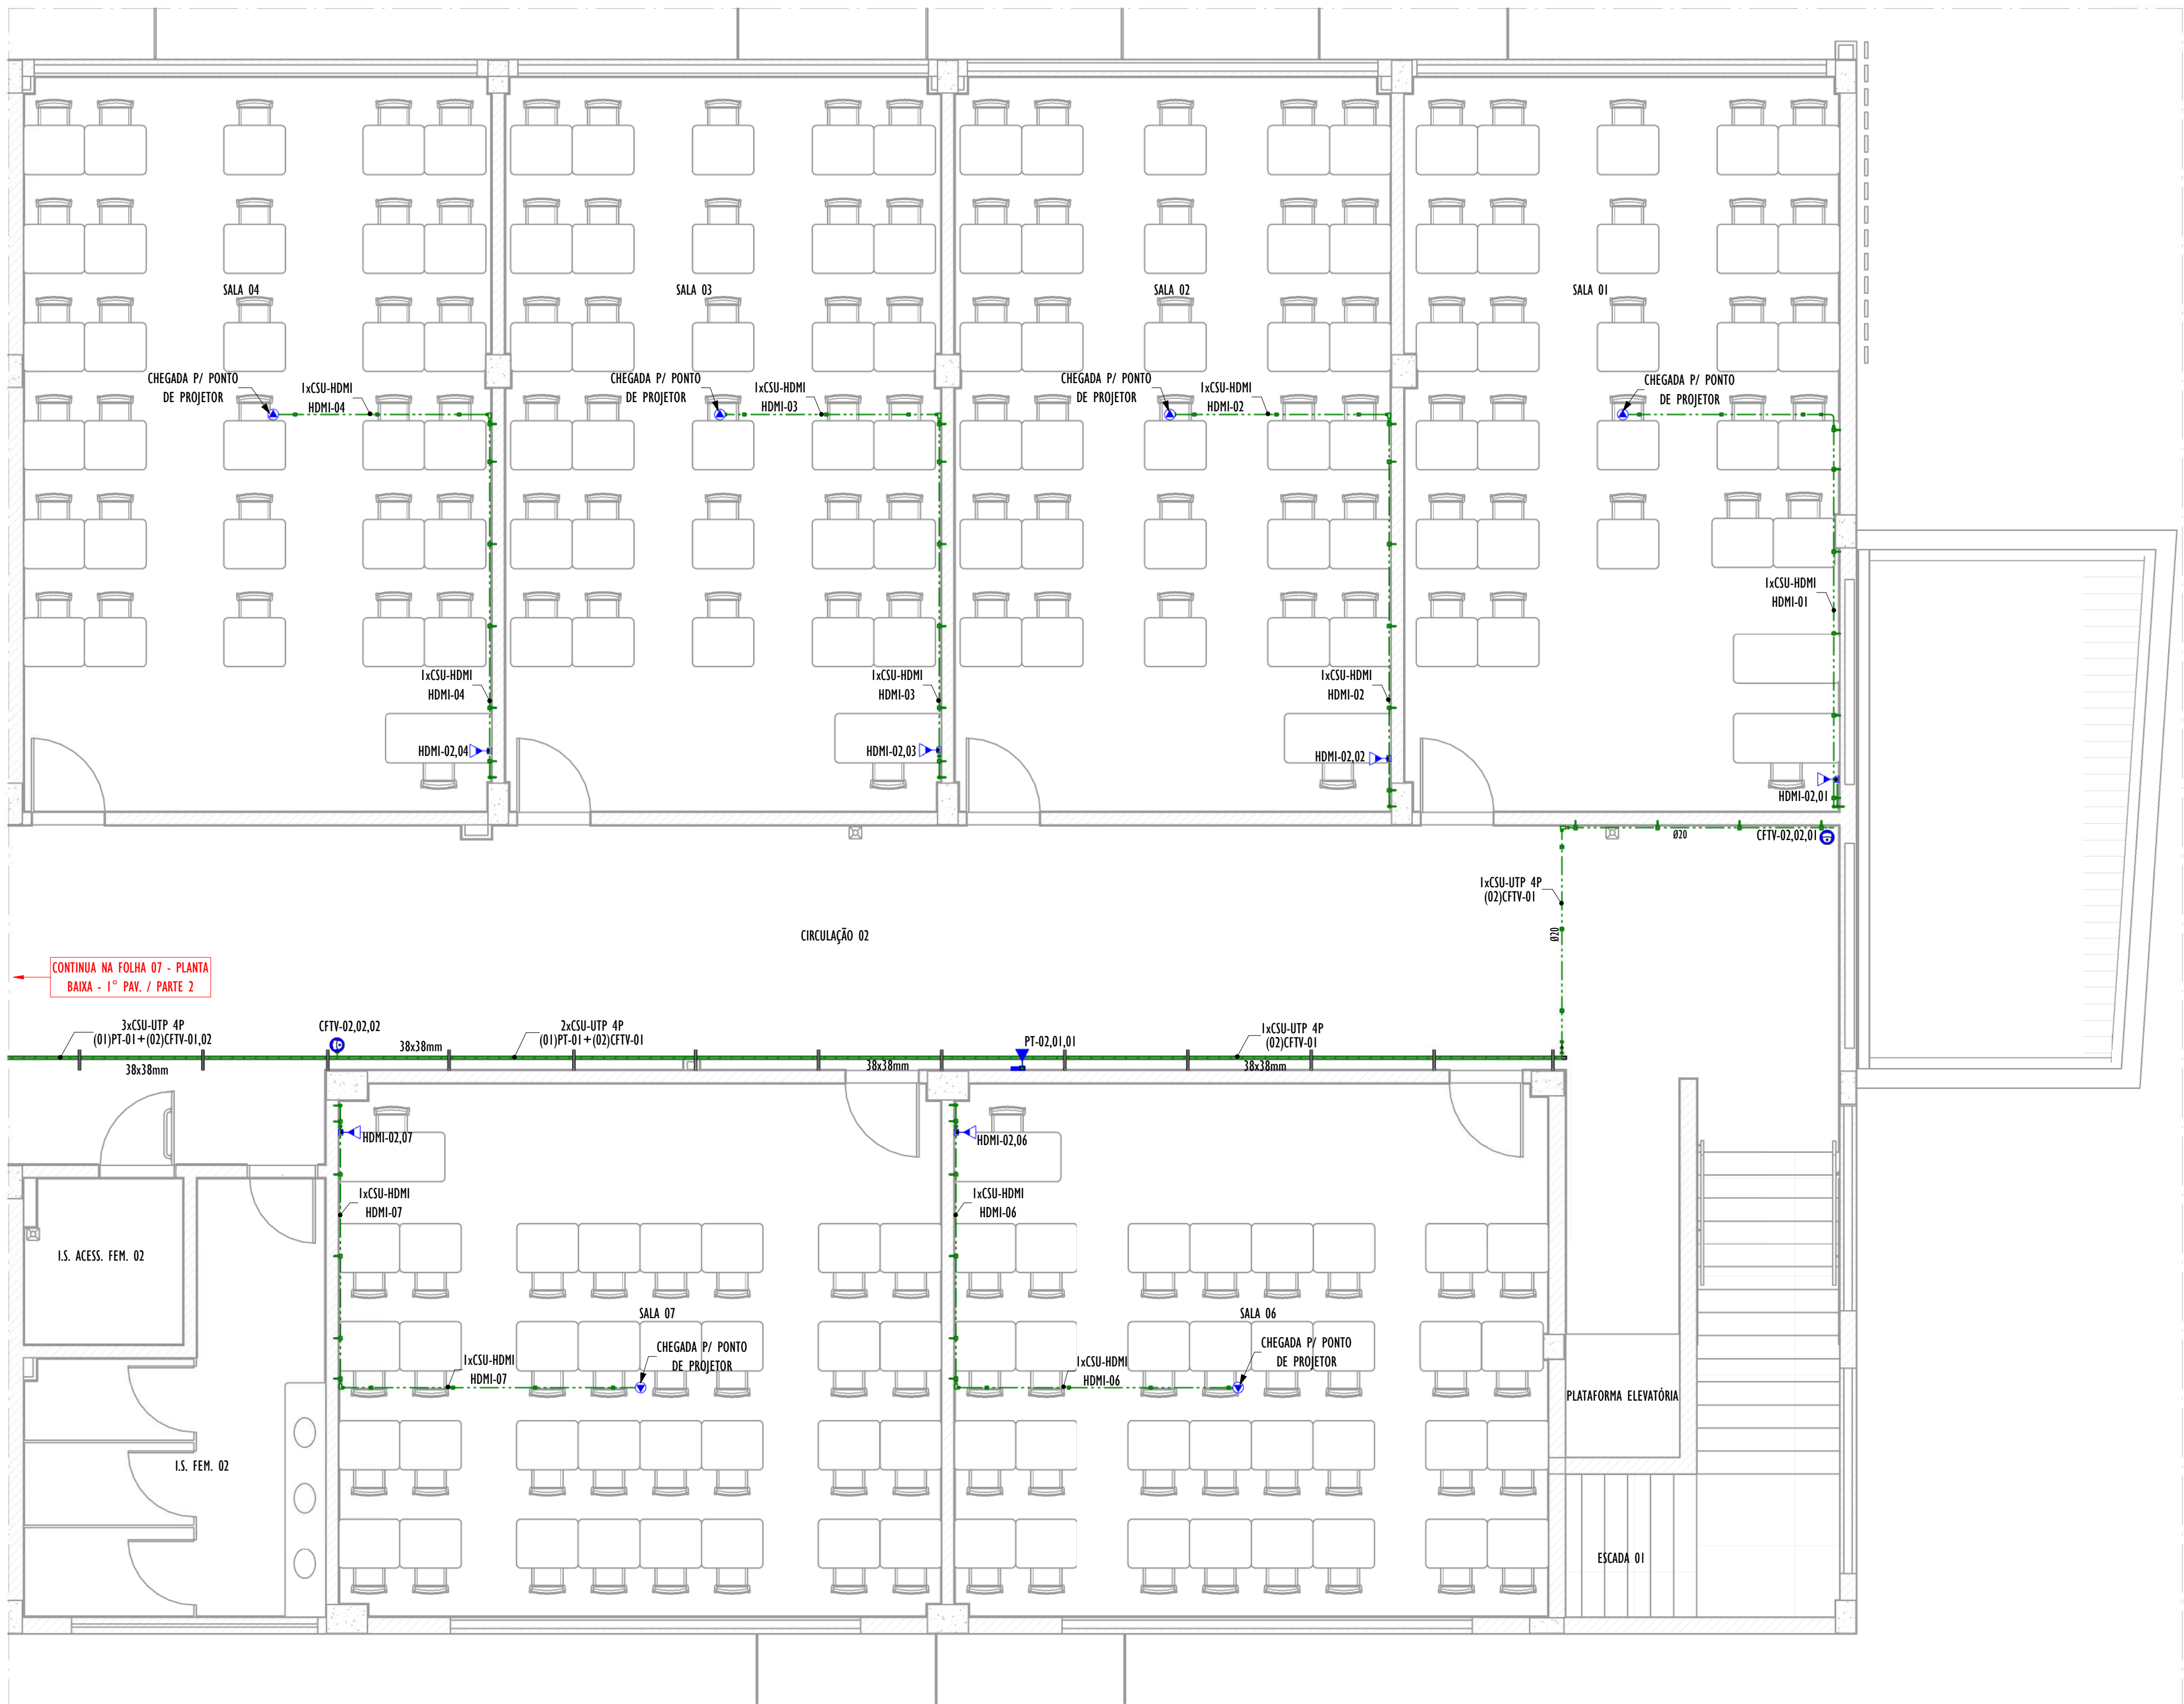 SALA 04
SALA 03
SALA 02
SALA 01
CHEGADA P/ PONTO
DE PROJETOR
1xCSU-HDMI
HDMI-04
CHEGADA P/ PONTO
DE PROJETOR
1xCSU-HDMI
HDMI-03
CHEGADA P/ PONTO
DE PROJETOR
1xCSU-HDMI
HDMI-02
CHEGADA P/ PONTO
DE PROJETOR
1xCSU-HDMI
HDMI-01
1xCSU-HDMI
HDMI-04
1xCSU-HDMI
HDMI-03
1xCSU-HDMI
HDMI-02
HDMI-02,04
HDMI-02,03
HDMI-02,02
HDMI-02,01
Ø20
CFTV-02,02,01
1xCSU-UTP 4P
(02)CFTV-01
Ø20
CIRCULAÇÃO 02
CONTINUA NA FOLHA 07 - PLANTA
BAIXA - 1° PAV. / PARTE 2
3xCSU-UTP 4P
(01)PT-01+(02)CFTV-01,02
38x38mm
CFTV-02,02,02
38x38mm
2xCSU-UTP 4P
(01)PT-01+(02)CFTV-01
38x38mm
PT-02,01,01
1xCSU-UTP 4P
(02)CFTV-01
38x38mm
HDMI-02,07
HDMI-02,06
1xCSU-HDMI
HDMI-07
1xCSU-HDMI
HDMI-06
I.S. ACESS. FEM. 02
SALA 07
SALA 06
CHEGADA P/ PONTO
DE PROJETOR
CHEGADA P/ PONTO
DE PROJETOR
1xCSU-HDMI
HDMI-07
1xCSU-HDMI
HDMI-06
PLATAFORMA ELEVATÓRIA
I.S. FEM. 02
ESCADA 01